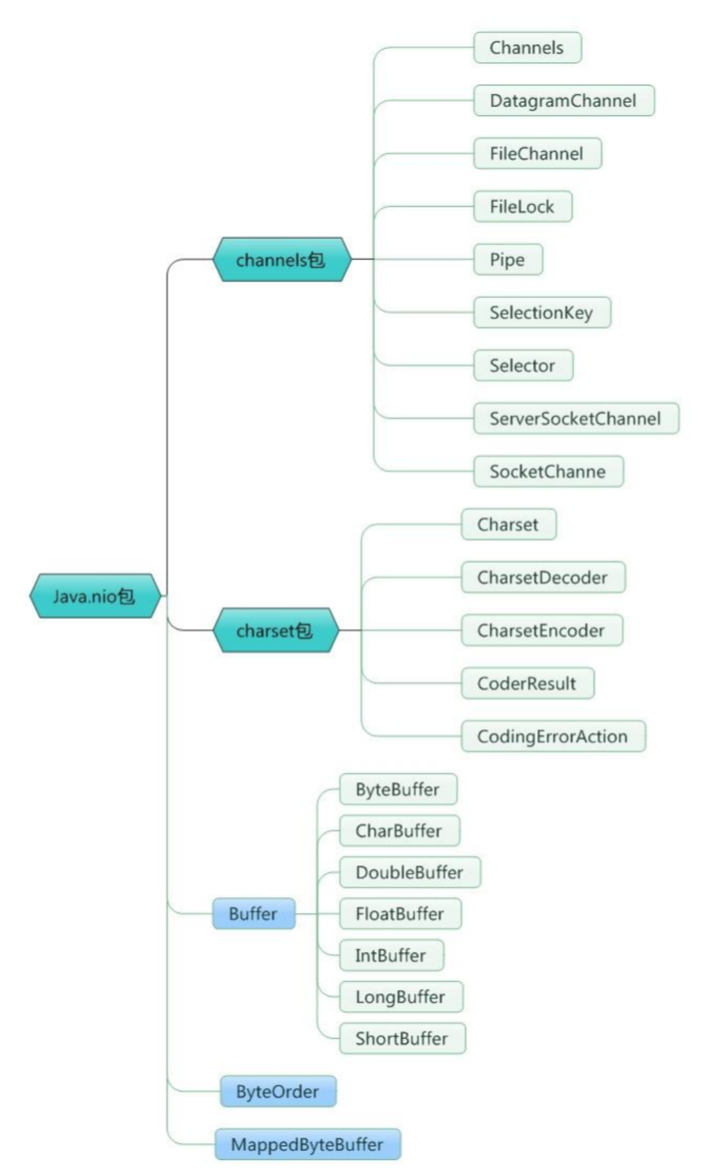 Java.nio包
channels包
Channels
DatagramChannel
FileChannel
FileLock
Pipe
SelectionKey
Selector
ServerSocketChannel
SocketChanne
charset包
Charset
CharsetDecoder
CharsetEncoder
CoderResult
CodingErrorAction
Buffer
ByteBuffer
CharBuffer
DoubleBuffer
FloatBuffer
IntBuffer
LongBuffer
ShortBuffer
ByteOrder
MappedByteBuffer